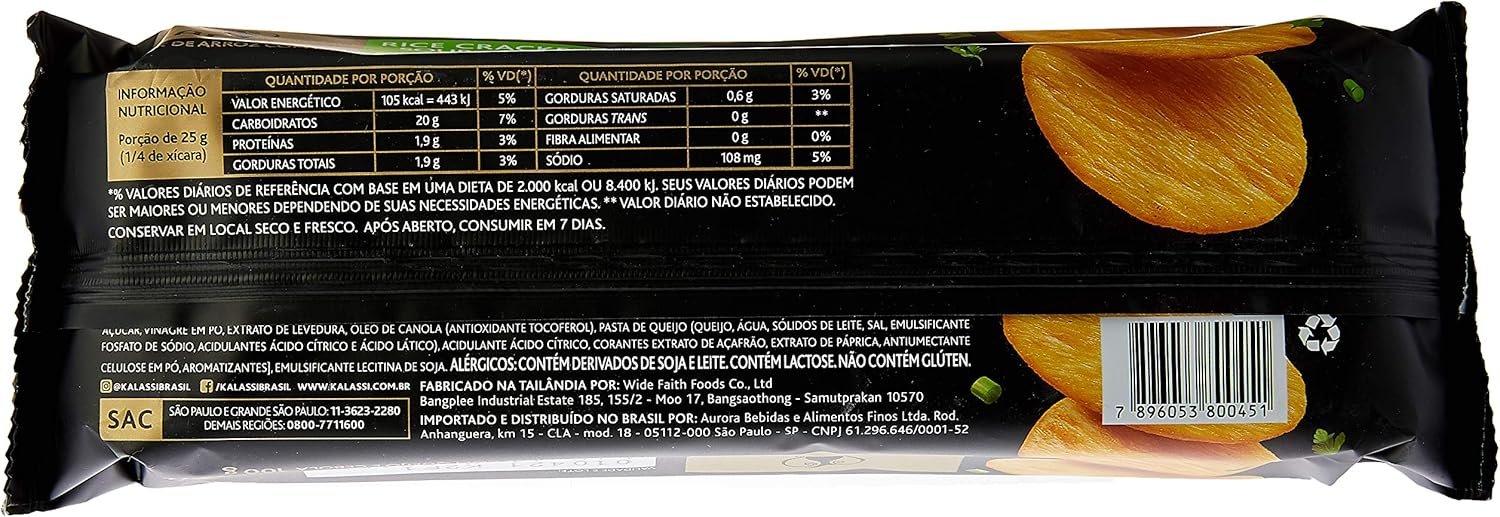 DE ARROZ
RICE CRACKE
INFORMAÇÃO
NUTRICIONAL
Porção de 25 g
(1/4 de xícara)
QUANTIDADE POR PORÇÃO % VD(*) QUANTIDADE POR PORÇÃO % VD(*)
VALOR ENERGÉTICO 105 kcal = 443 kJ 5% GORDURAS SATURADAS 0,6 g 3%
CARBOIDRATOS 20 g 7% GORDURAS TRANS 0 g **
PROTEÍNAS 1,9 g 3% FIBRA ALIMENTAR 0 g 0%
GORDURAS TOTAIS 1,9 g 3% SÓDIO 108 mg 5%
*% VALORES DIÁRIOS DE REFERÊNCIA COM BASE EM UMA DIETA DE 2.000 kcal OU 8.400 kJ. SEUS VALORES DIÁRIOS PODEM
SER MAIORES OU MENORES DEPENDENDO DE SUAS NECESSIDADES ENERGÉTICAS. ** VALOR DIÁRIO NÃO ESTABELECIDO.
CONSERVAR EM LOCAL SECO E FRESCO. APÓS ABERTO, CONSUMIR EM 7 DIAS.
AÇÚCAR, VINAGRE EM PÓ, EXTRATO DE LEVEDURA, ÓLEO DE CANOLA (ANTIOXIDANTE TOCOFEROL), PASTA DE QUEIJO (QUEIJO, ÁGUA, SÓLIDOS DE LEITE, SAL, EMULSIFICANTE
FOSFATO DE SÓDIO, ACIDULANTES ÁCIDO CÍTRICO E ÁCIDO LÁTICO), ACIDULANTE ÁCIDO CÍTRICO, CORANTES EXTRATO DE AÇAFRÃO, EXTRATO DE PÁPRICA, ANTIUMECTANTE
CELULOSE EM PÓ, AROMATIZANTES], EMULSIFICANTE LECITINA DE SOJA. ALÉRGICOS: CONTÉM DERIVADOS DE SOJA E LEITE. CONTÉM LACTOSE. NÃO CONTÉM GLÚTEN.
@KALASSIBRASIL /KALASSIBRASIL WWW.KALASSI.COM.BR
SAC
SÃO PAULO E GRANDE SÃO PAULO: 11-3623-2280
DEMAIS REGIÕES: 0800-7711600
FABRICADO NA TAILÂNDIA POR: Wide Faith Foods Co., Ltd
Bangplee Industrial Estate 185, 155/2 - Moo 17, Bangsaothong - Samutprakan 10570
IMPORTADO E DISTRIBUÍDO NO BRASIL POR: Aurora Bebidas e Alimentos Finos Ltda. Rod.
Anhanguera, km 15 - CLA - mod. 18 - 05112-000 São Paulo - SP - CNPJ 61.296.646/0001-52
7 896053 800451
VALIDADE E LOTE:
010421
100 g